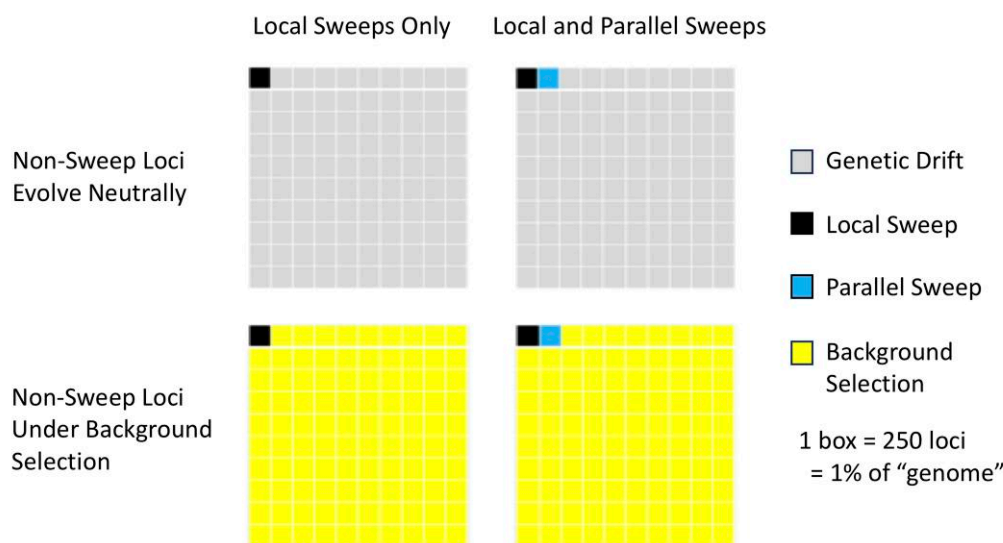 Local Sweeps Only
Local and Parallel Sweeps
Non-Sweep Loci
Evolve Neutrally
Non-Sweep Loci
Under Background
Selection
Genetic Drift
Local Sweep
Parallel Sweep
Background
Selection
1 box = 250 loci
= 1% of “genome”